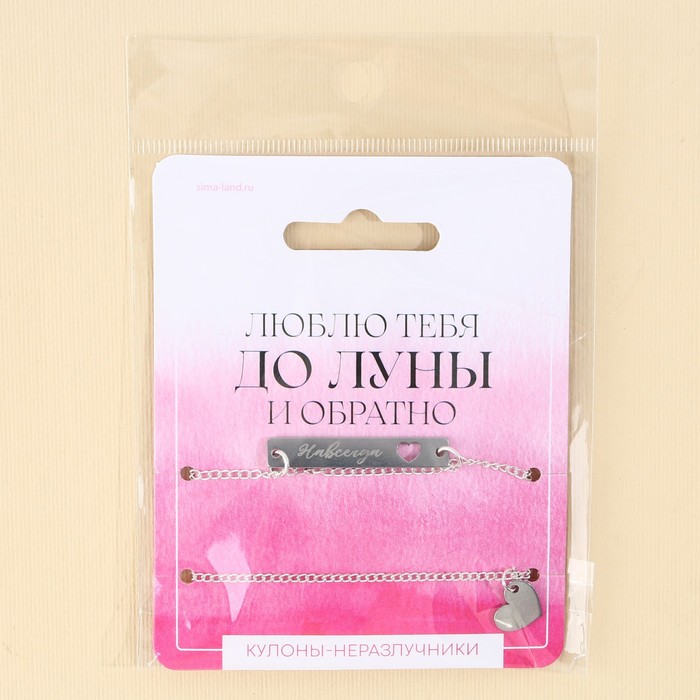 sima-land.ru
ЛЮБЛЮ ТЕБЯ
ДО ЛУНЫ
И ОБРАТНО
Навсегда
КУЛОНЫ-НЕРАЗЛУЧНИКИ